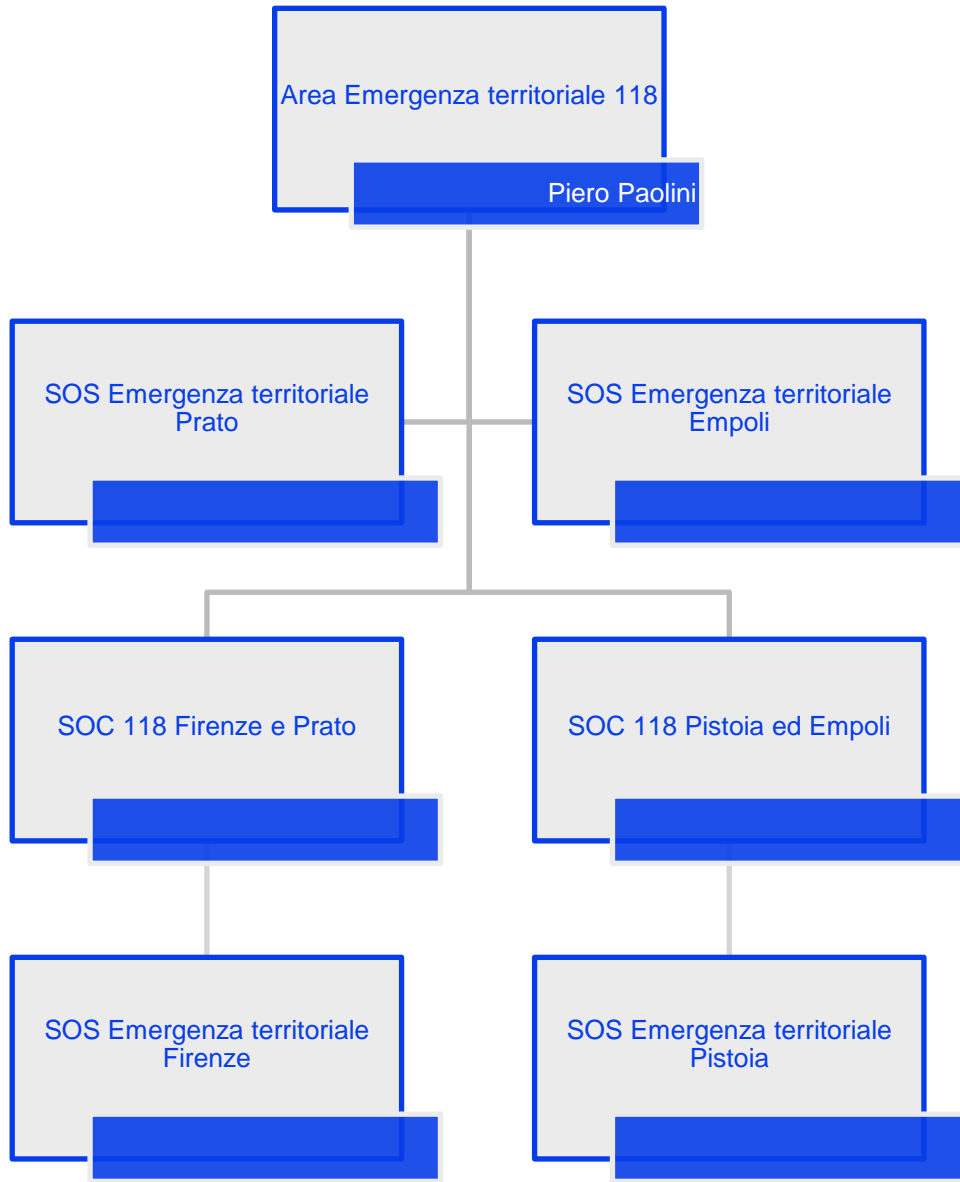 Area Emergenza territoriale 118
Piero Paolini
SOS Emergenza territoriale
Prato
SOS Emergenza territoriale
Empoli
SOC 118 Firenze e Prato
SOC 118 Pistoia ed Empoli
SOS Emergenza territoriale
Firenze
SOS Emergenza territoriale
Pistoia